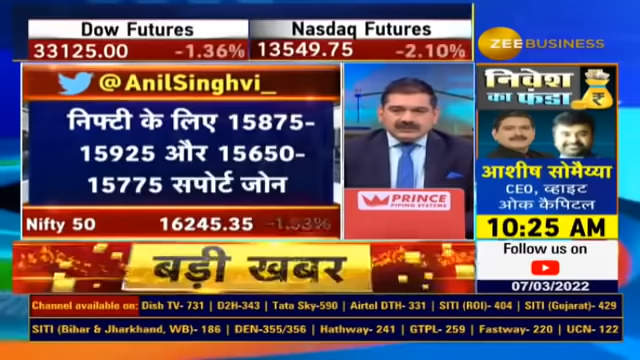 Dow Futures
33125.00 -1.36%
Nasdaq Futures
13549.75 -2.10%
ZEE BUSINESS
@AnilSinghvi_
निफ्टी के लिए 15875-
15925 और 15650-
15775 सपोर्ट जोन
Nifty 50 16245.35 -1.53%
PRINCE
PIPING SYSTEMS
निवेश
का फंडा
आशीष सोमैय्या
CEO, व्हाइट
ओक कैपिटल
10:25 AM
Follow us on
07/03/2022
बड़ी खबर
Channel available on: Dish TV- 731 | D2H-343 | Tata Sky-590 | Airtel DTH- 331 | SITI (ROI)- 404 | SITI (Gujarat)- 429
SITI (Bihar & Jharkhand, WB)- 186 | DEN-355/356 | Hathway- 241 | GTPL- 259 | Fastway- 220 | UCN- 122